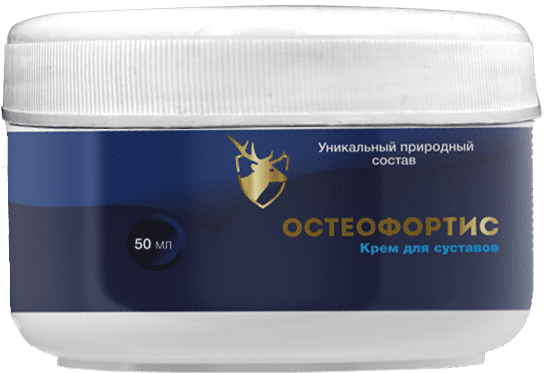 Уникальный природный
состав
ОСТЕОФОРТИС
Крем для суставов
50 мл